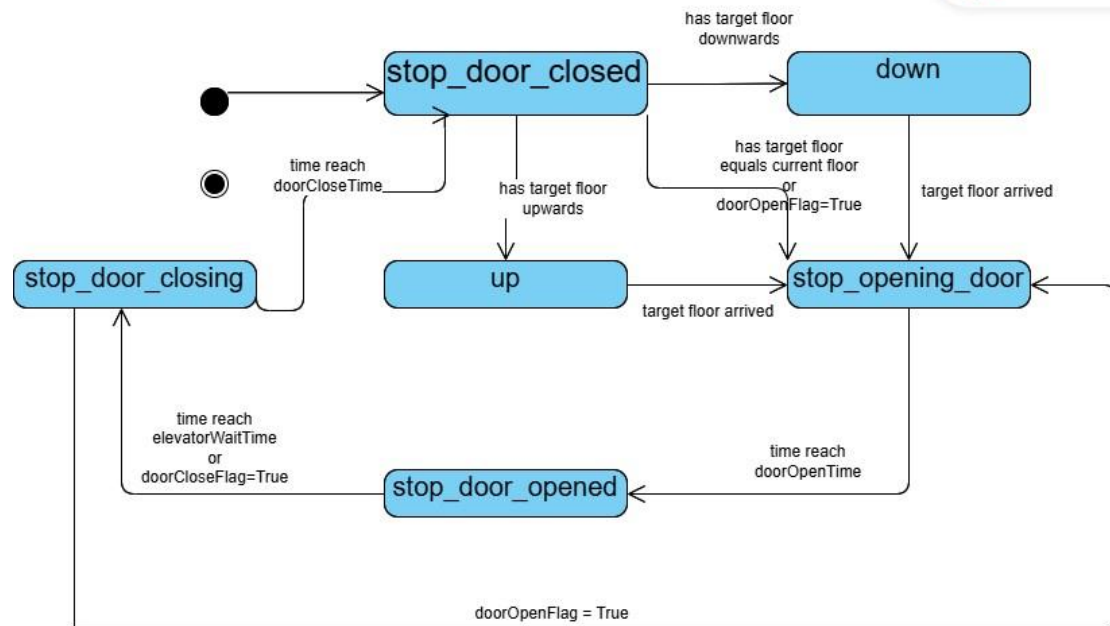 has target floor
downwards
stop_door_closed
down
time reach
doorCloseTime
has target floor
upwards
has target floor
equals current floor
or
doorOpenFlag=True
target floor arrived
stop_door_closing
up
stop_opening_door
target floor arrived
time reach
elevatorWaitTime
or
doorCloseFlag=True
time reach
doorOpenTime
stop_door_opened
doorOpenFlag = True